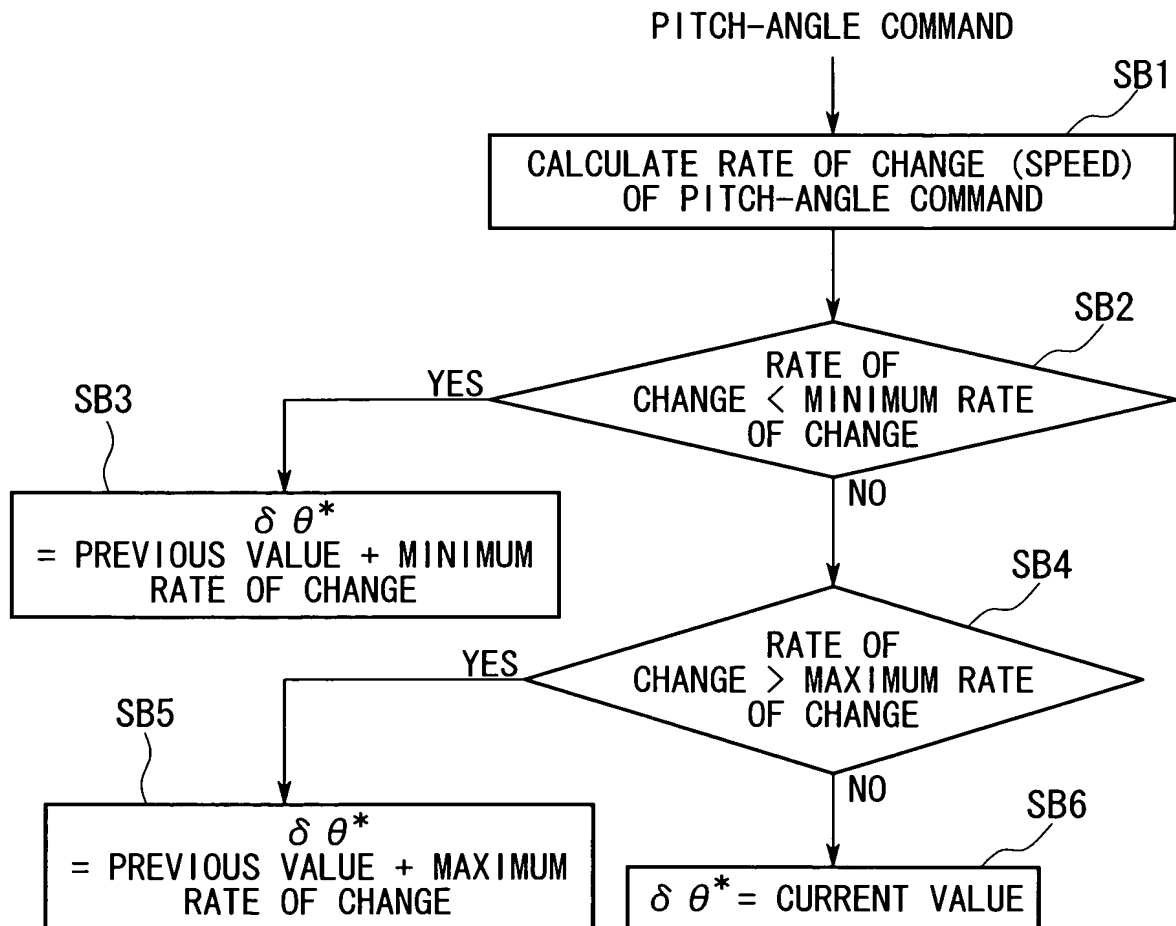 PITCH-ANGLE COMMAND
SB1
CALCULATE RATE OF CHANGE (SPEED)
OF PITCH-ANGLE COMMAND
SB2
RATE OF
CHANGE < MINIMUM RATE
OF CHANGE
YES
NO
SB3
δ θ*
= PREVIOUS VALUE + MINIMUM
RATE OF CHANGE
SB4
RATE OF
CHANGE > MAXIMUM RATE
OF CHANGE
YES
NO
SB5
δ θ*
= PREVIOUS VALUE + MAXIMUM
RATE OF CHANGE
SB6
δ θ* = CURRENT VALUE